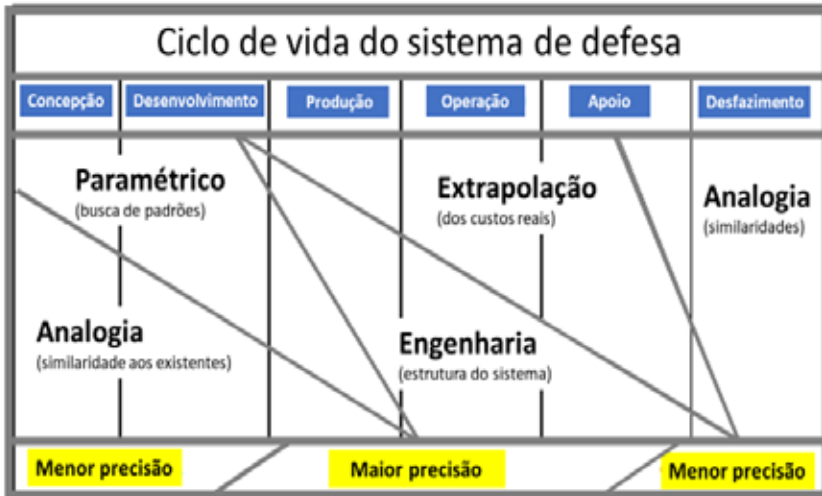 Ciclo de vida do sistema de defesa
Concepção
Desenvolvimento
Produção
Operação
Apoio
Desfazimento
Paramétrico
(busca de padrões)
Extrapolação
(dos custos reais)
Analogia
(similaridades)
Analogia
(similaridade aos existentes)
Engenharia
(estrutura do sistema)
Menor precisão
Maior precisão
Menor precisão